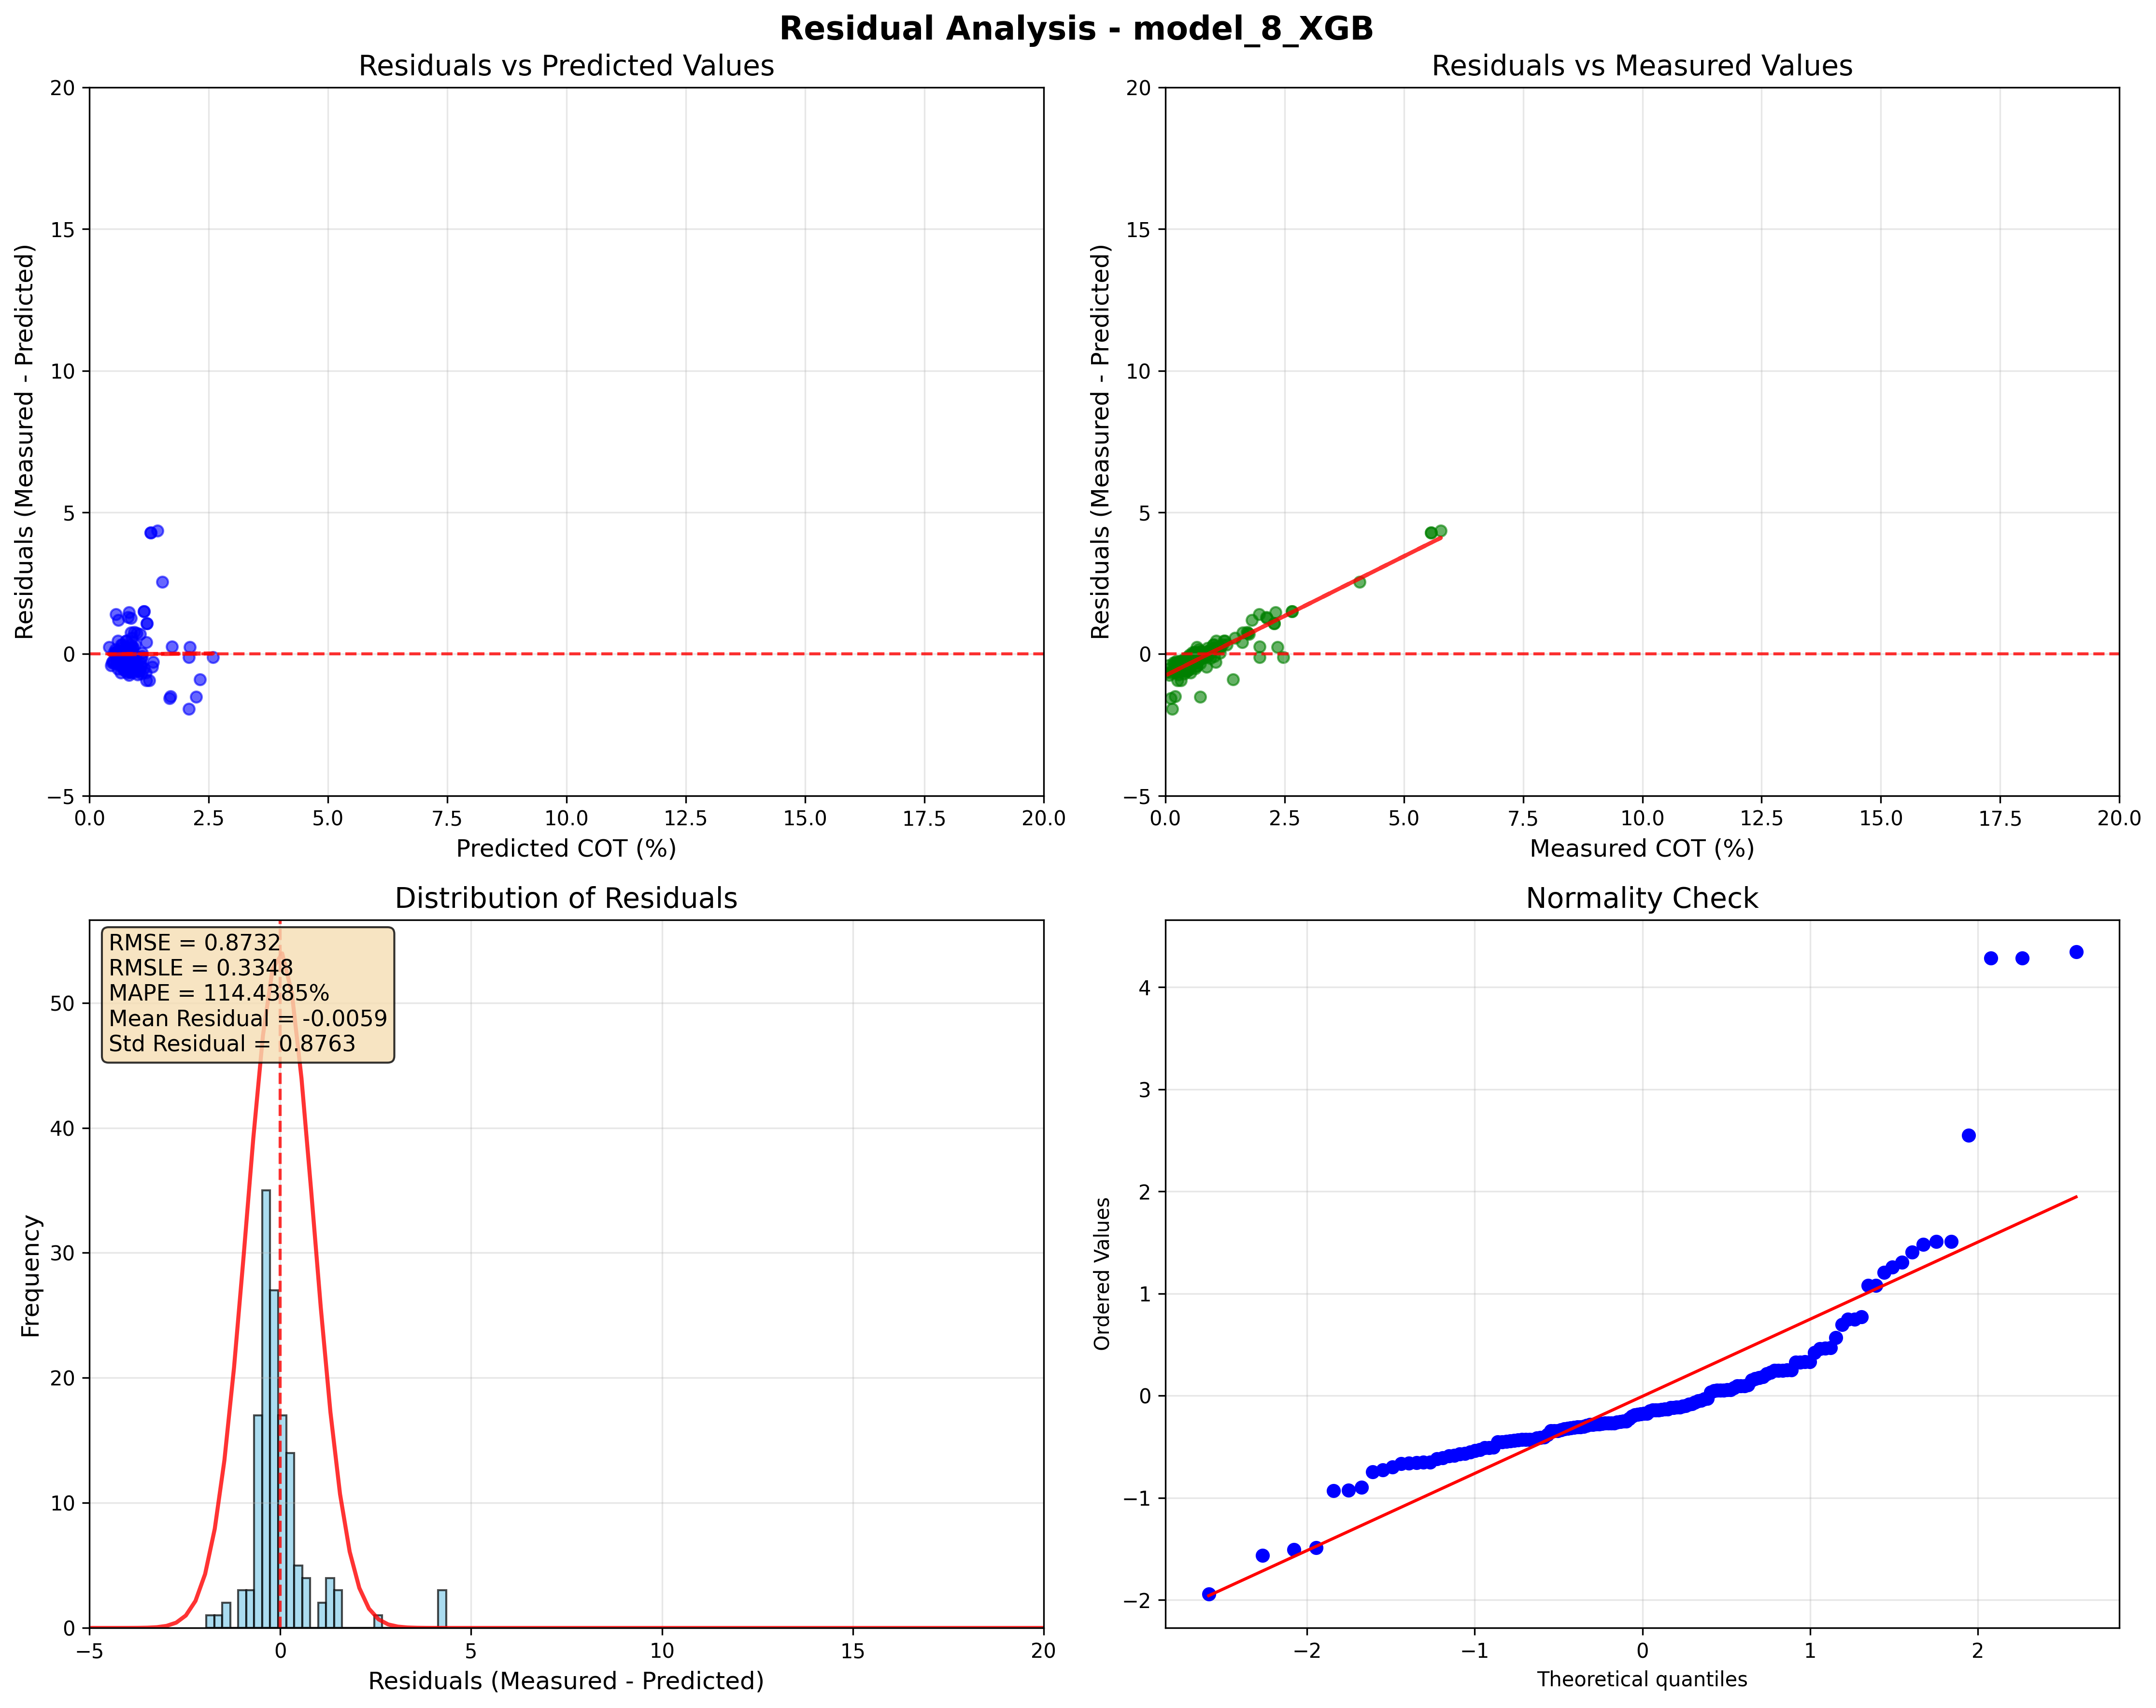 Residual Analysis - model_8_XGB
Residuals vs Predicted Values
20
15
10
5
0
−5
Residuals (Measured - Predicted)
0.0 2.5 5.0 7.5 10.0 12.5 15.0 17.5 20.0
Predicted COT (%)
Residuals vs Measured Values
20
15
10
5
0
−5
Residuals (Measured - Predicted)
0.0 2.5 5.0 7.5 10.0 12.5 15.0 17.5 20.0
Measured COT (%)
Distribution of Residuals
RMSE = 0.8732
RMSLE = 0.3348
MAPE = 114.4385%
Mean Residual = -0.0059
Std Residual = 0.8763
50
40
30
20
10
0
Frequency
−5 0 5 10 15 20
Residuals (Measured - Predicted)
Normality Check
4
3
2
1
0
−1
−2
Ordered Values
−2 −1 0 1 2
Theoretical quantiles